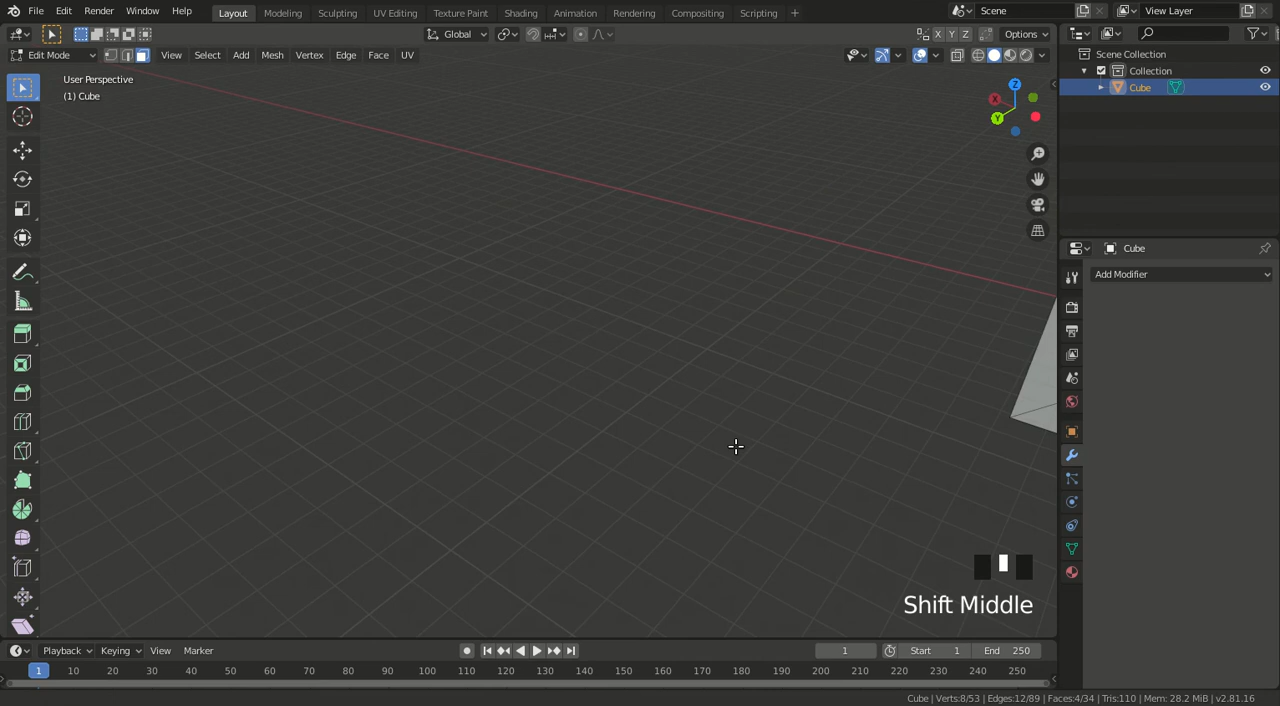 File Edit Render Window Help Layout Modeling Sculpting UV Editing Texture Paint Shading Animation Rendering Compositing Scripting + Scene View Layer
Global X Y Z Options
Edit Mode View Select Add Mesh Vertex Edge Face UV
User Perspective
(1) Cube
Z
X
Y
Scene Collection
Collection
Cube
Cube
Add Modifier
Shift Middle
Playback Keying View Marker 1 Start 1 End 250
1 10 20 30 40 50 60 70 80 90 100 110 120 130 140 150 160 170 180 190 200 210 220 230 240 250
Cube | Verts:8/53 | Edges:12/89 | Faces:4/34 | Tris:110 | Mem: 28.2 MiB | v2.81.16